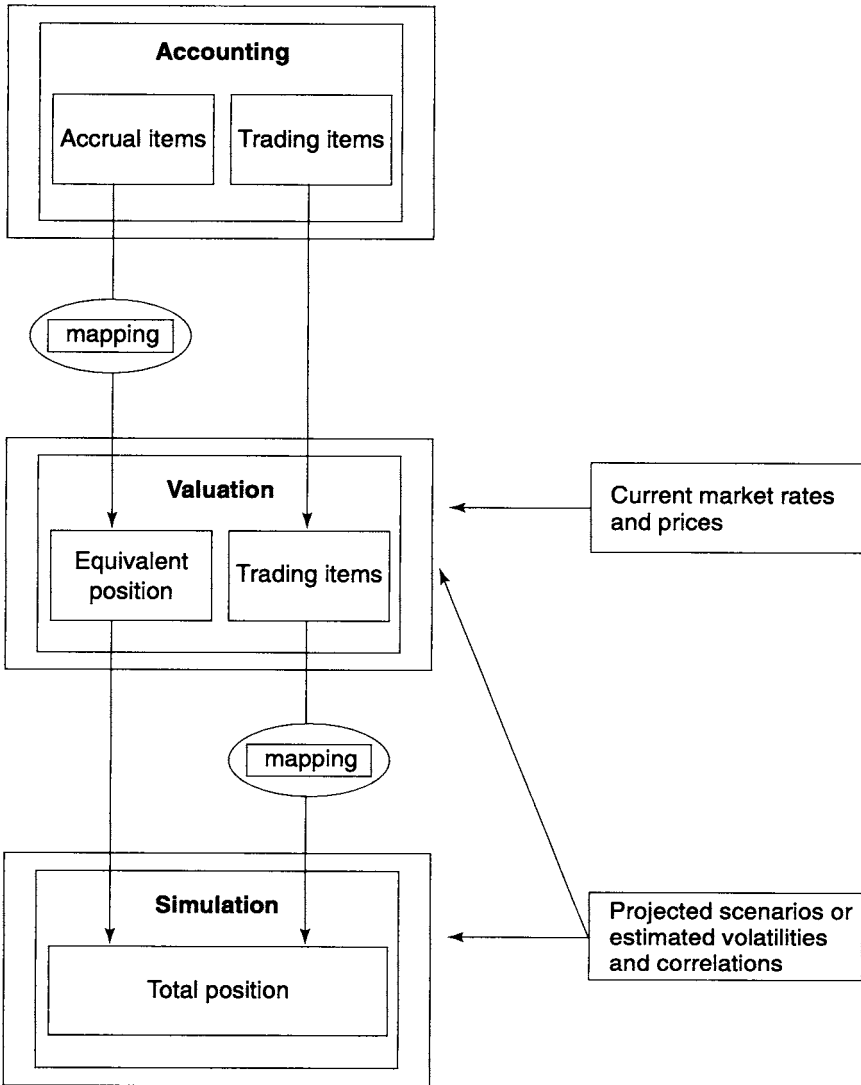 Accounting
Accrual items
Trading items
mapping
Valuation
Equivalent
position
Trading items
Current market rates
and prices
mapping
Simulation
Total position
Projected scenarios or
estimated volatilities
and correlations